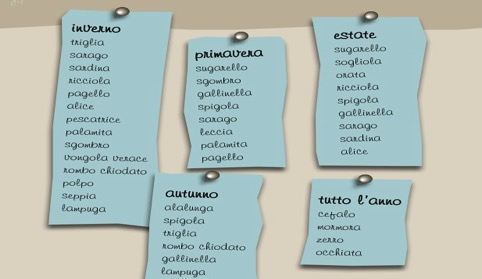 inverno
triglia
sarago
sardina
ricciola
pagello
alice
pescatrice
palamita
sgombro
vongola verace
rombo chiodato
polpo
seppia
lampuga
primavera
sugarello
sgombro
gallinella
spigola
sarago
leccia
palamita
pagello
estate
sugarello
sogliola
orata
ricciola
spigola
gallinella
sarago
sardina
alice
autunno
alalunga
spigola
triglia
rombo chiodato
gallinella
lampuga
tutto l'anno
cefalo
mormora
zerro
occhiata